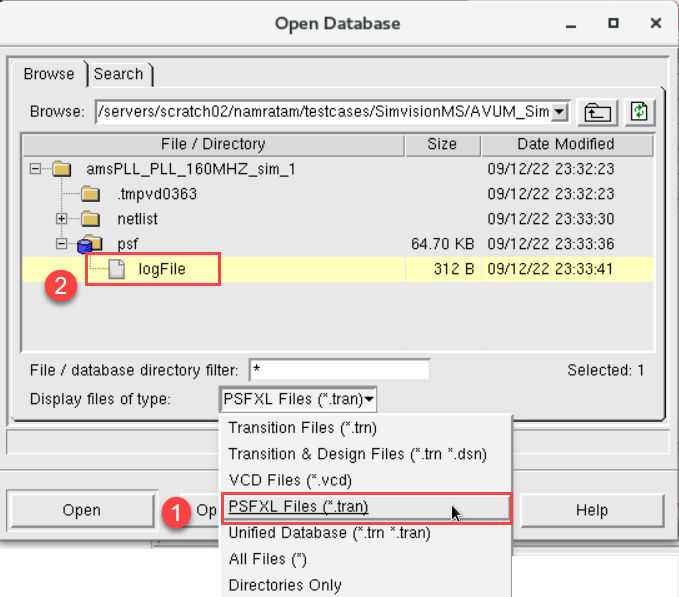 Open Database
Browse Search
Browse: /servers/scratch02/namratam/testcases/SimvisionMS/AVUM_Sim
File / Directory Size Date Modified
amsPLL_PLL_160MHZ_sim_1 09/12/22 23:32:23
.tmpvd0363 09/12/22 23:32:23
netlist 09/12/22 23:33:30
psf 64.70 KB 09/12/22 23:33:36
2 logFile 312 B 09/12/22 23:33:41
File / database directory filter: * Selected: 1
Display files of type: PSFXL Files (*.tran)
Transition Files (*.trn)
Transition & Design Files (*.trn *.dsn)
VCD Files (*.vcd)
Open 1 Op PSFXL Files (*.tran) Help
Unified Database (*.trn *.tran)
All Files (*)
Directories Only